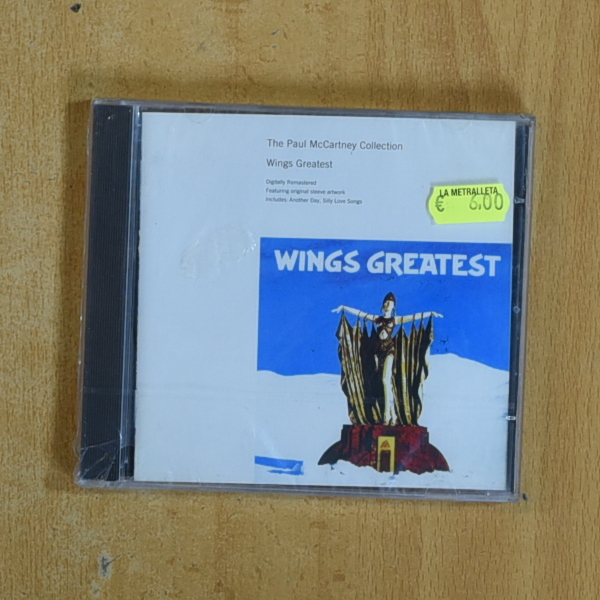 The Paul McCartney Collection
Wings Greatest
Digitally Remastered
Featuring original sleeve artwork
Includes; Another Day, Silly Love Songs
LA METRALLETA
€ 6,00
WINGS GREATEST